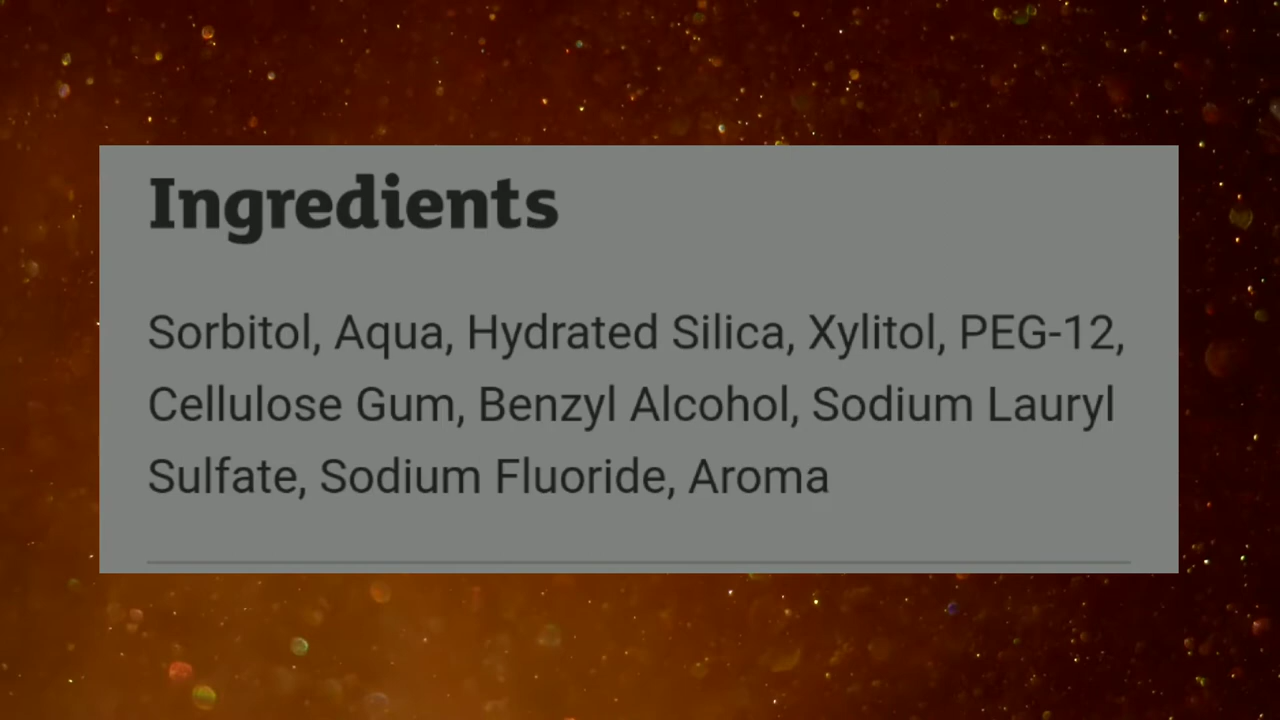 Ingredients
Sorbitol, Aqua, Hydrated Silica, Xylitol, PEG-12,
Cellulose Gum, Benzyl Alcohol, Sodium Lauryl
Sulfate, Sodium Fluoride, Aroma